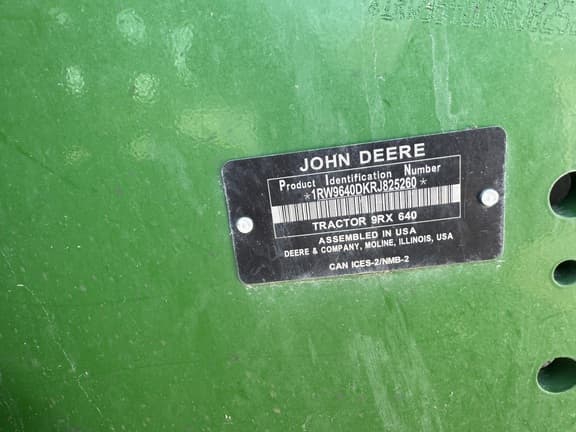 JOHN DEERE
Product Identification Number
*1RW9640DKRJ825260*
TRACTOR 9RX 640
ASSEMBLED IN USA
DEERE & COMPANY, MOLINE, ILLINOIS, USA
CAN ICES-2/NMB-2